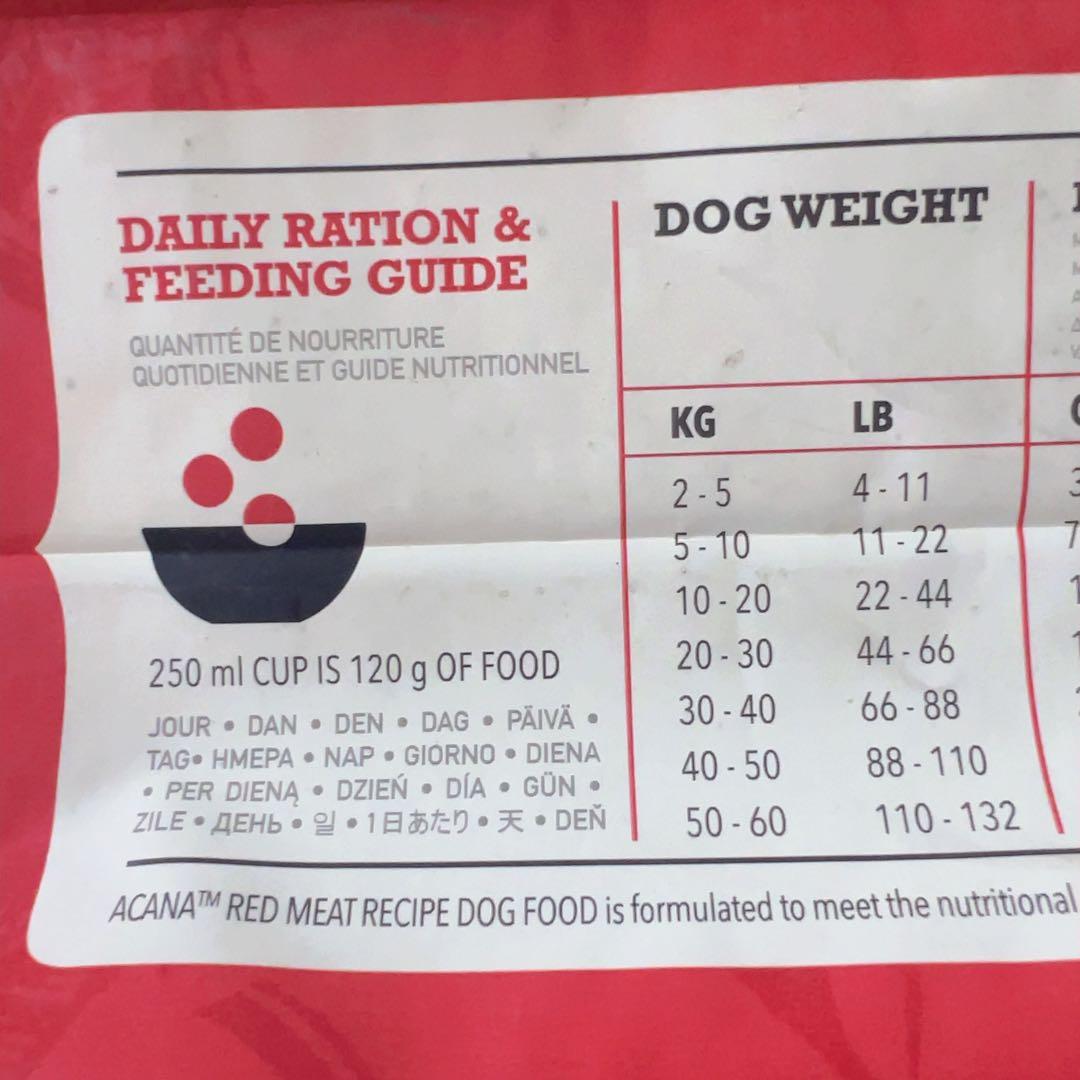 DAILY RATION &
FEEDING GUIDE
QUANTITÉ DE NOURRITURE
QUOTIDIENNE ET GUIDE NUTRITIONNEL
250 ml CUP IS 120 g OF FOOD
JOUR • DAN • DEN • DAG • PÄIVÄ •
TAG• HMEPA • NAP • GIORNO • DIENA
• PER DIENĄ • DZIEŃ • DÍA • GÜN •
ZILE • ДЕНЬ • 일 • 1日あたり • 天 • DEŇ
DOG WEIGHT
KG LB
2 - 5 4 - 11
5 - 10 11 - 22
10 - 20 22 - 44
20 - 30 44 - 66
30 - 40 66 - 88
40 - 50 88 - 110
50 - 60 110 - 132
ACANA™ RED MEAT RECIPE DOG FOOD is formulated to meet the nutritional